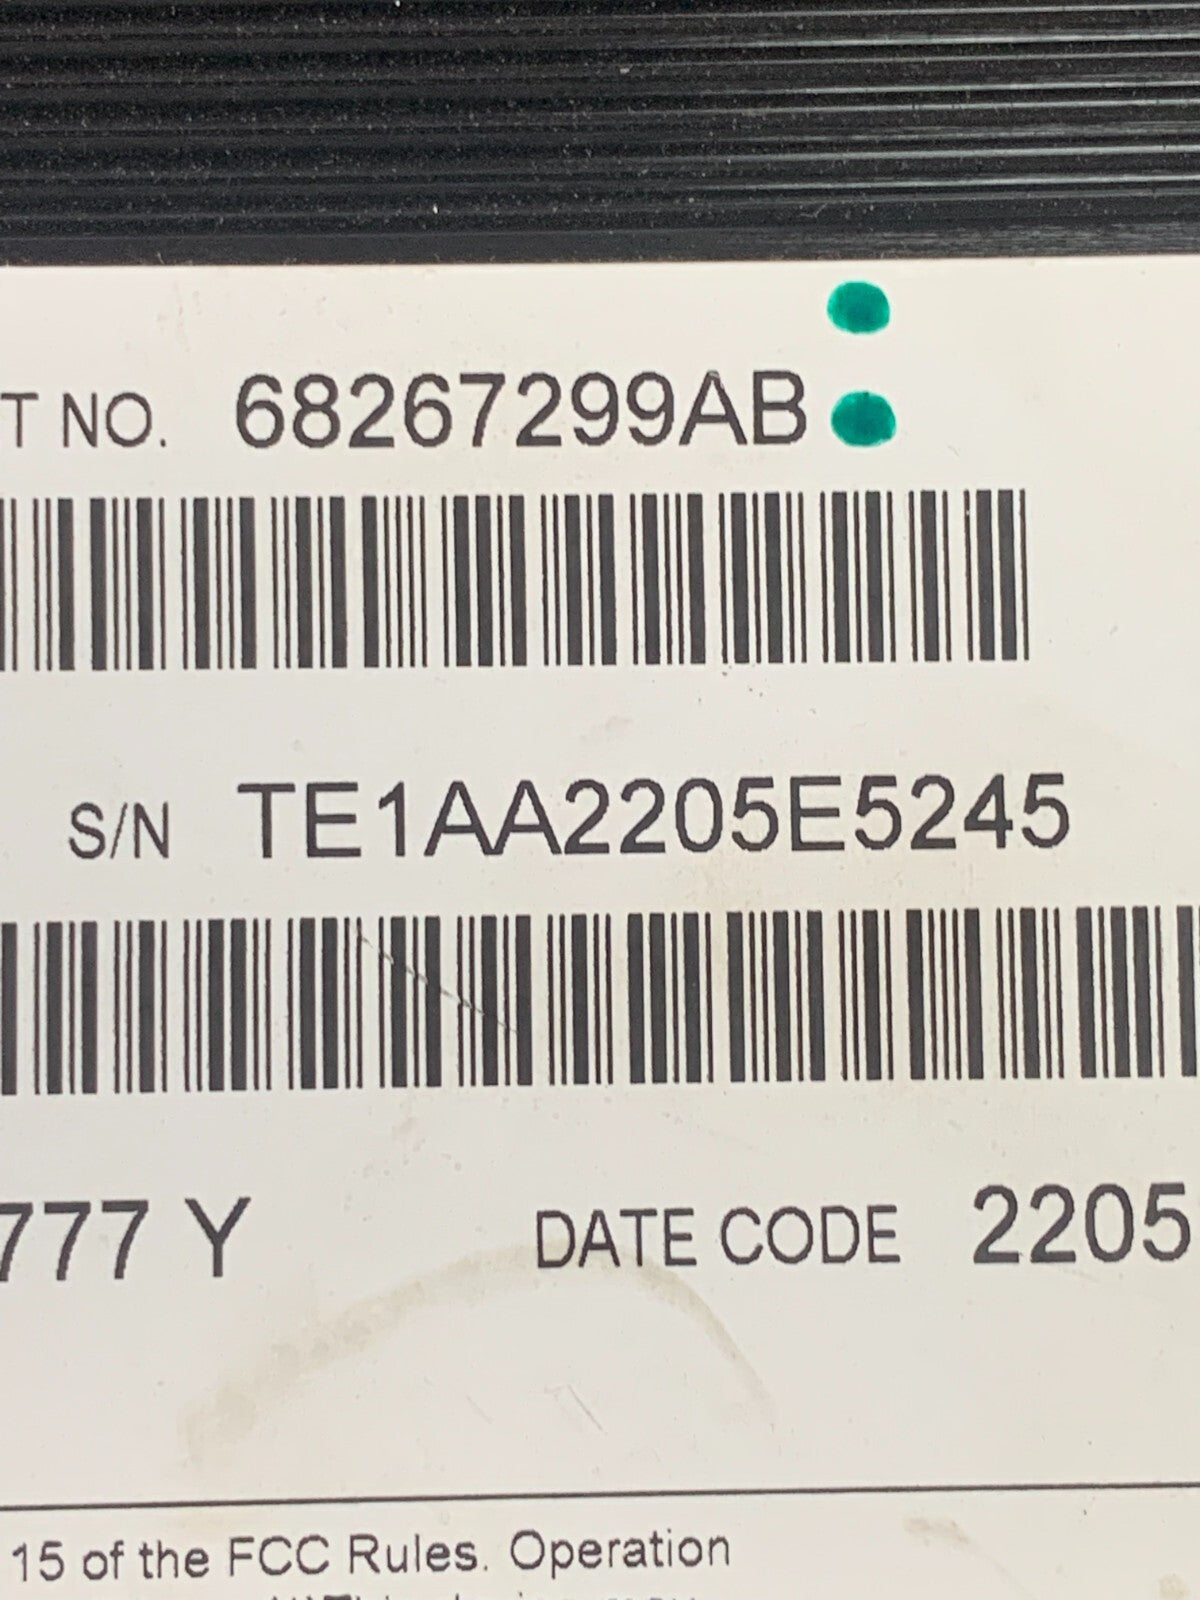 T NO. 68267299AB
S/N TE1AA2205E5245
777 Y DATE CODE 2205
15 of the FCC Rules. Operation